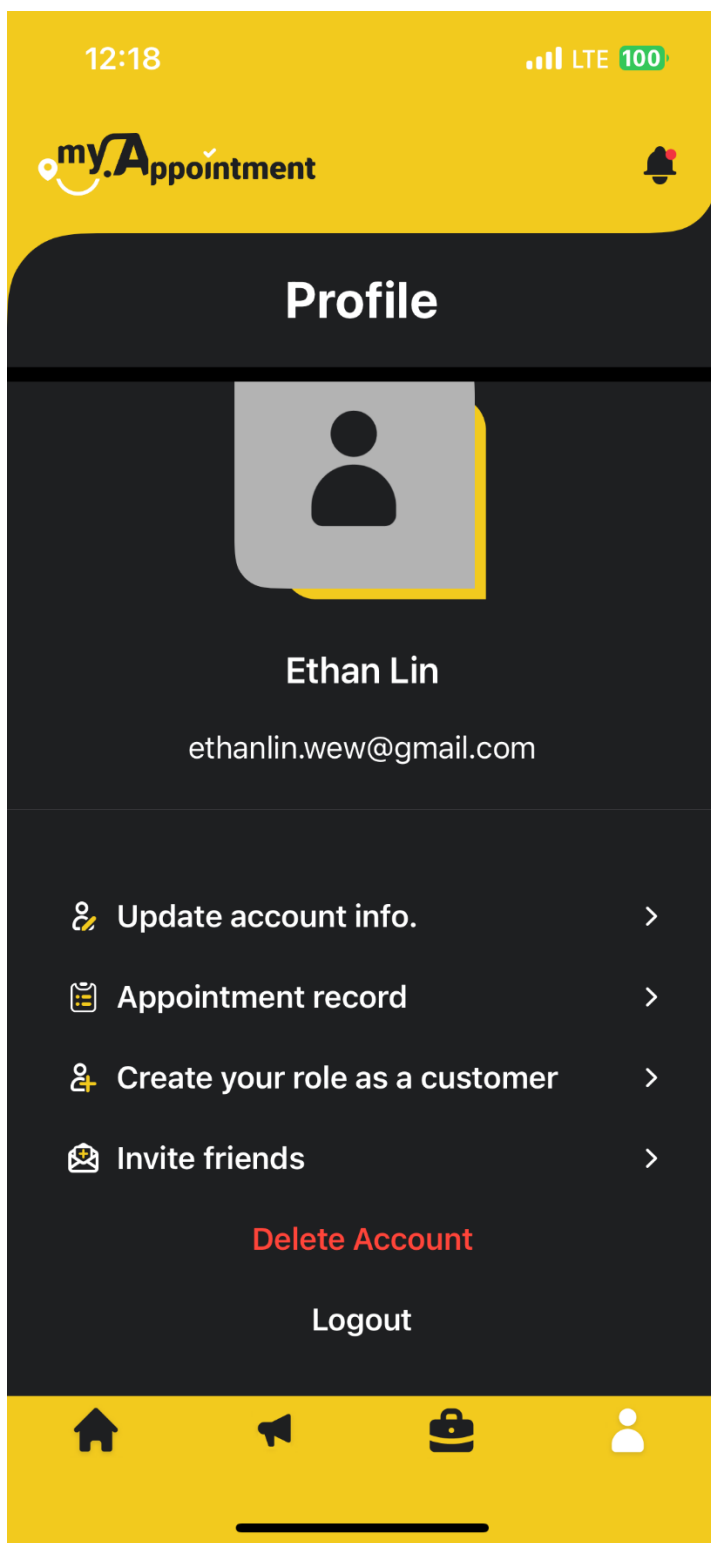 12:18
LTE 100
my.Appointment
Profile
Ethan Lin
ethanlin.wew@gmail.com
Update account info.
Appointment record
Create your role as a customer
Invite friends
Delete Account
Logout